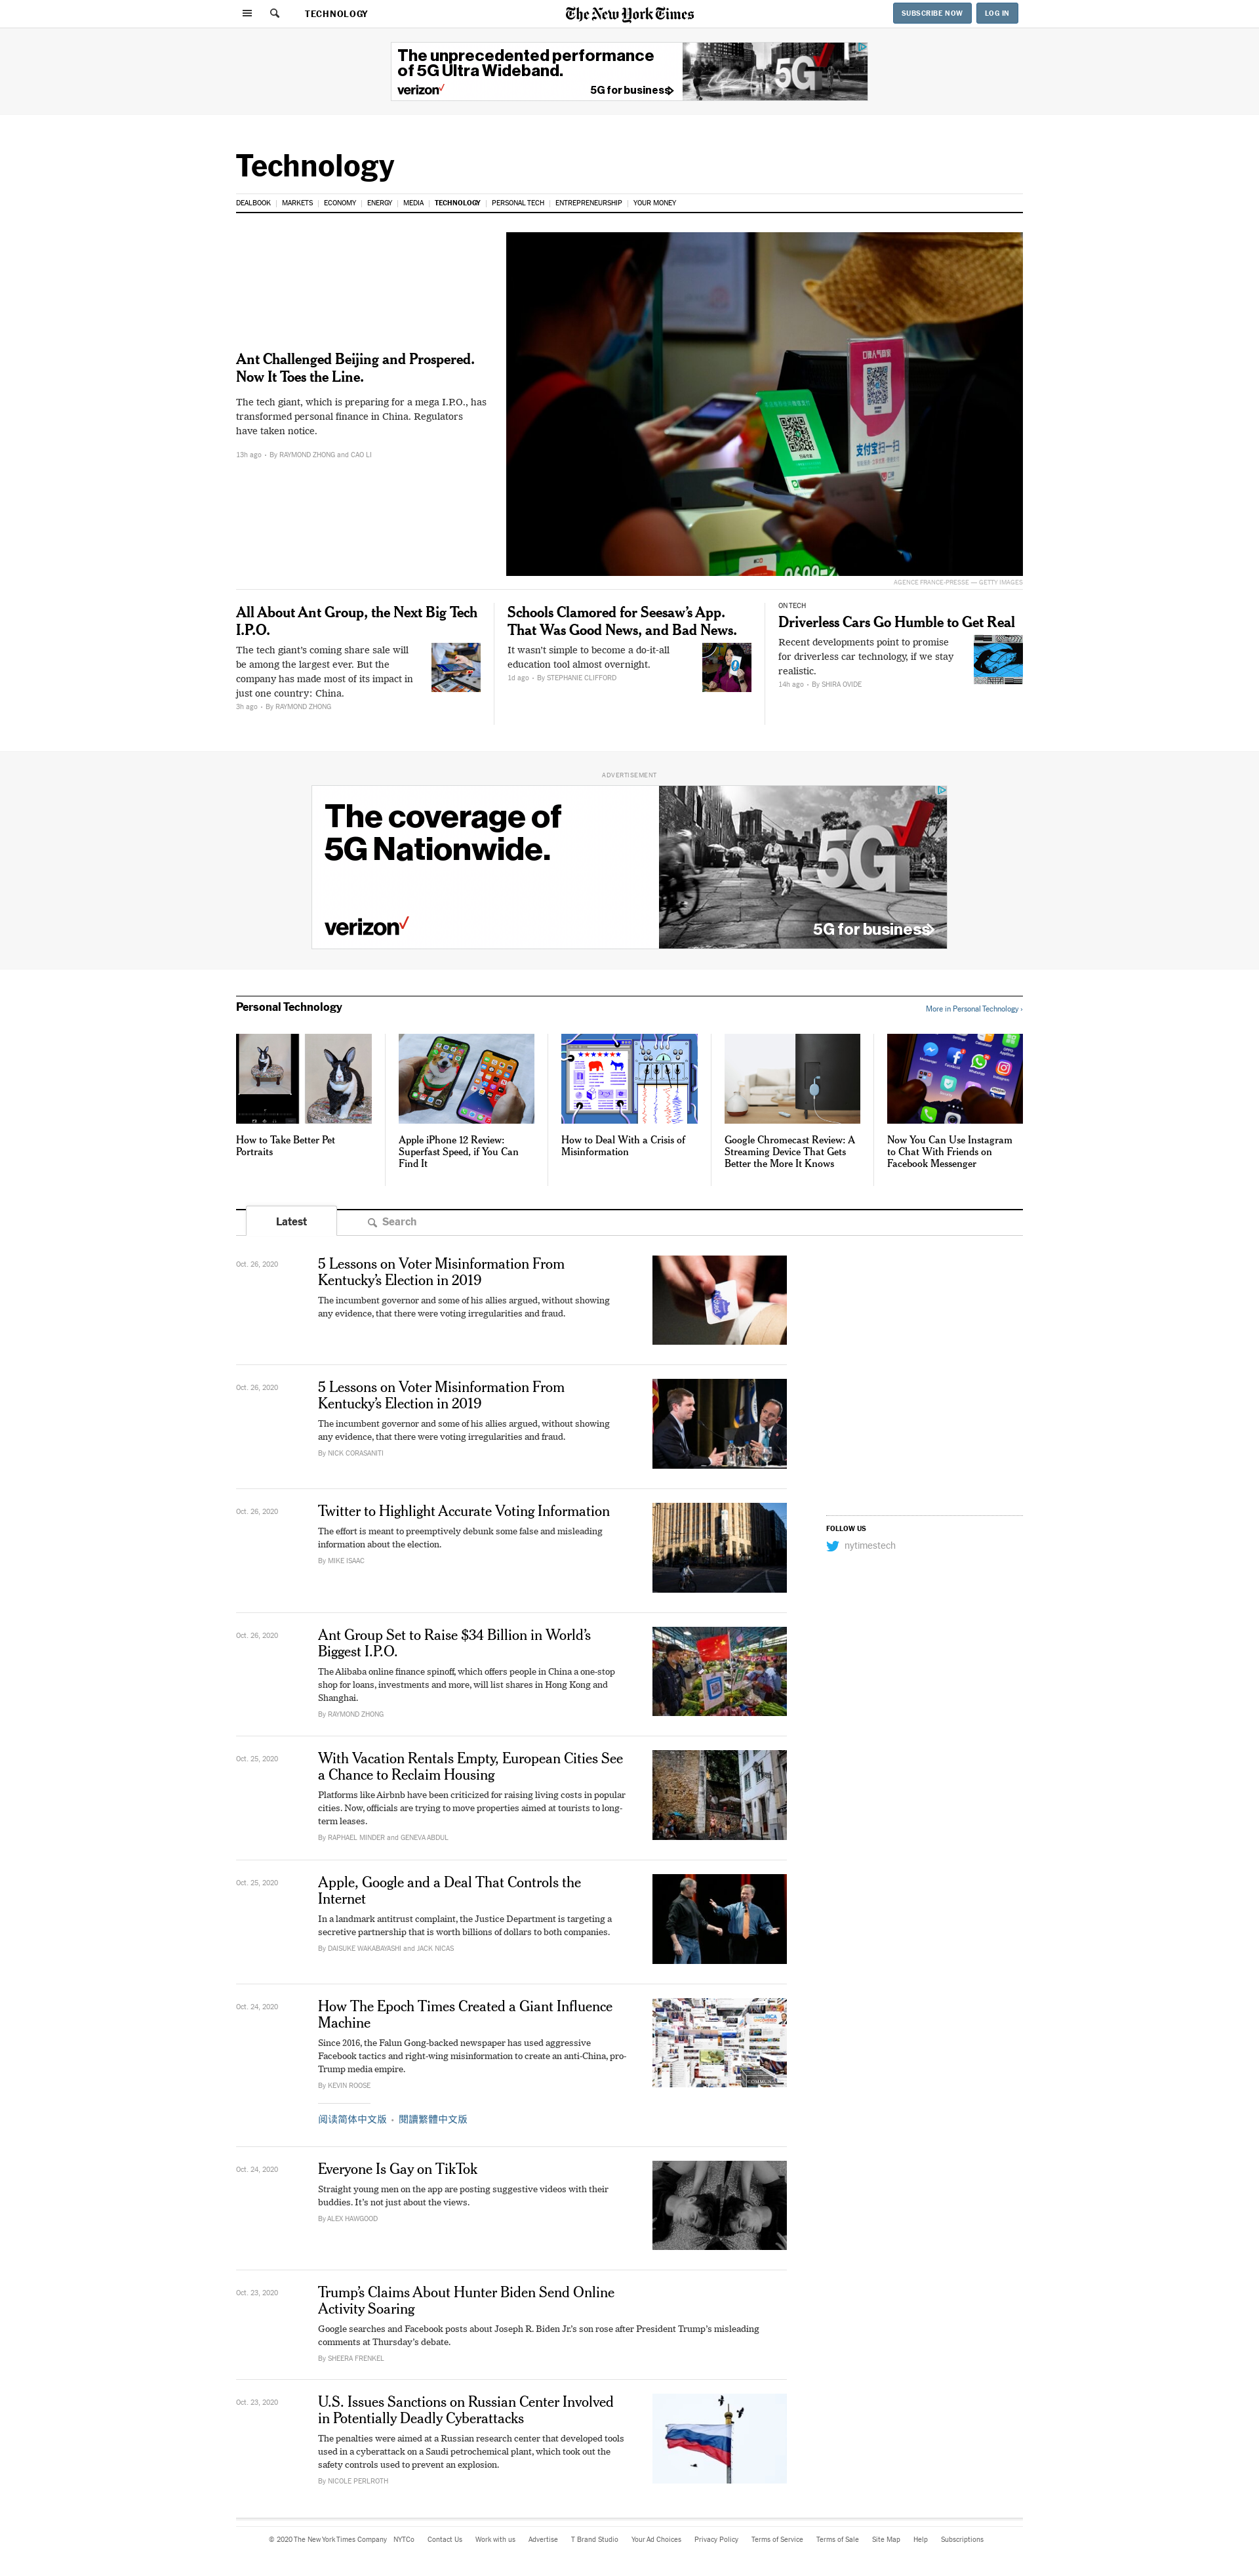 TECHNOLOGY
The New York Times
SUBSCRIBE NOW
LOG IN
The unprecedented performance
of 5G Ultra Wideband.
verizon
5G for business
5G
Technology
DEALBOOK
MARKETS
ECONOMY
ENERGY
MEDIA
TECHNOLOGY
PERSONAL TECH
ENTREPRENEURSHIP
YOUR MONEY
Ant Challenged Beijing and Prospered.
Now It Toes the Line.
The tech giant, which is preparing for a mega I.P.O., has
transformed personal finance in China. Regulators
have taken notice.
13h ago • By RAYMOND ZHONG and CAO LI
支付宝扫一扫
AGENCE FRANCE-PRESSE — GETTY IMAGES
All About Ant Group, the Next Big Tech
I.P.O.
The tech giant’s coming share sale will
be among the largest ever. But the
company has made most of its impact in
just one country: China.
3h ago • By RAYMOND ZHONG
Schools Clamored for Seesaw’s App.
That Was Good News, and Bad News.
It wasn’t simple to become a do-it-all
education tool almost overnight.
1d ago • By STEPHANIE CLIFFORD
ON TECH
Driverless Cars Go Humble to Get Real
Recent developments point to promise
for driverless car technology, if we stay
realistic.
14h ago • By SHIRA OVIDE
ADVERTISEMENT
The coverage of
5G Nationwide.
verizon
5G
5G for business
Personal Technology
More in Personal Technology ›
How to Take Better Pet
Portraits
Apple iPhone 12 Review:
Superfast Speed, if You Can
Find It
How to Deal With a Crisis of
Misinformation
Google Chromecast Review: A
Streaming Device That Gets
Better the More It Knows
Now You Can Use Instagram
to Chat With Friends on
Facebook Messenger
Latest
Search
Oct. 26, 2020
5 Lessons on Voter Misinformation From
Kentucky’s Election in 2019
The incumbent governor and some of his allies argued, without showing
any evidence, that there were voting irregularities and fraud.
Oct. 26, 2020
5 Lessons on Voter Misinformation From
Kentucky’s Election in 2019
The incumbent governor and some of his allies argued, without showing
any evidence, that there were voting irregularities and fraud.
By NICK CORASANITI
Oct. 26, 2020
Twitter to Highlight Accurate Voting Information
The effort is meant to preemptively debunk some false and misleading
information about the election.
By MIKE ISAAC
FOLLOW US
nytimestech
Oct. 26, 2020
Ant Group Set to Raise $34 Billion in World’s
Biggest I.P.O.
The Alibaba online finance spinoff, which offers people in China a one-stop
shop for loans, investments and more, will list shares in Hong Kong and
Shanghai.
By RAYMOND ZHONG
Oct. 25, 2020
With Vacation Rentals Empty, European Cities See
a Chance to Reclaim Housing
Platforms like Airbnb have been criticized for raising living costs in popular
cities. Now, officials are trying to move properties aimed at tourists to long-
term leases.
By RAPHAEL MINDER and GENEVA ABDUL
Oct. 25, 2020
Apple, Google and a Deal That Controls the
Internet
In a landmark antitrust complaint, the Justice Department is targeting a
secretive partnership that is worth billions of dollars to both companies.
By DAISUKE WAKABAYASHI and JACK NICAS
Oct. 24, 2020
How The Epoch Times Created a Giant Influence
Machine
Since 2016, the Falun Gong-backed newspaper has used aggressive
Facebook tactics and right-wing misinformation to create an anti-China, pro-
Trump media empire.
By KEVIN ROOSE
阅读简体中文版 • 閱讀繁體中文版
Oct. 24, 2020
Everyone Is Gay on TikTok
Straight young men on the app are posting suggestive videos with their
buddies. It’s not just about the views.
By ALEX HAWGOOD
Oct. 23, 2020
Trump’s Claims About Hunter Biden Send Online
Activity Soaring
Google searches and Facebook posts about Joseph R. Biden Jr.’s son rose after President Trump’s misleading
comments at Thursday’s debate.
By SHEERA FRENKEL
Oct. 23, 2020
U.S. Issues Sanctions on Russian Center Involved
in Potentially Deadly Cyberattacks
The penalties were aimed at a Russian research center that developed tools
used in a cyberattack on a Saudi petrochemical plant, which took out the
safety controls used to prevent an explosion.
By NICOLE PERLROTH
© 2020 The New York Times Company
NYTCo
Contact Us
Work with us
Advertise
T Brand Studio
Your Ad Choices
Privacy Policy
Terms of Service
Terms of Sale
Site Map
Help
Subscriptions